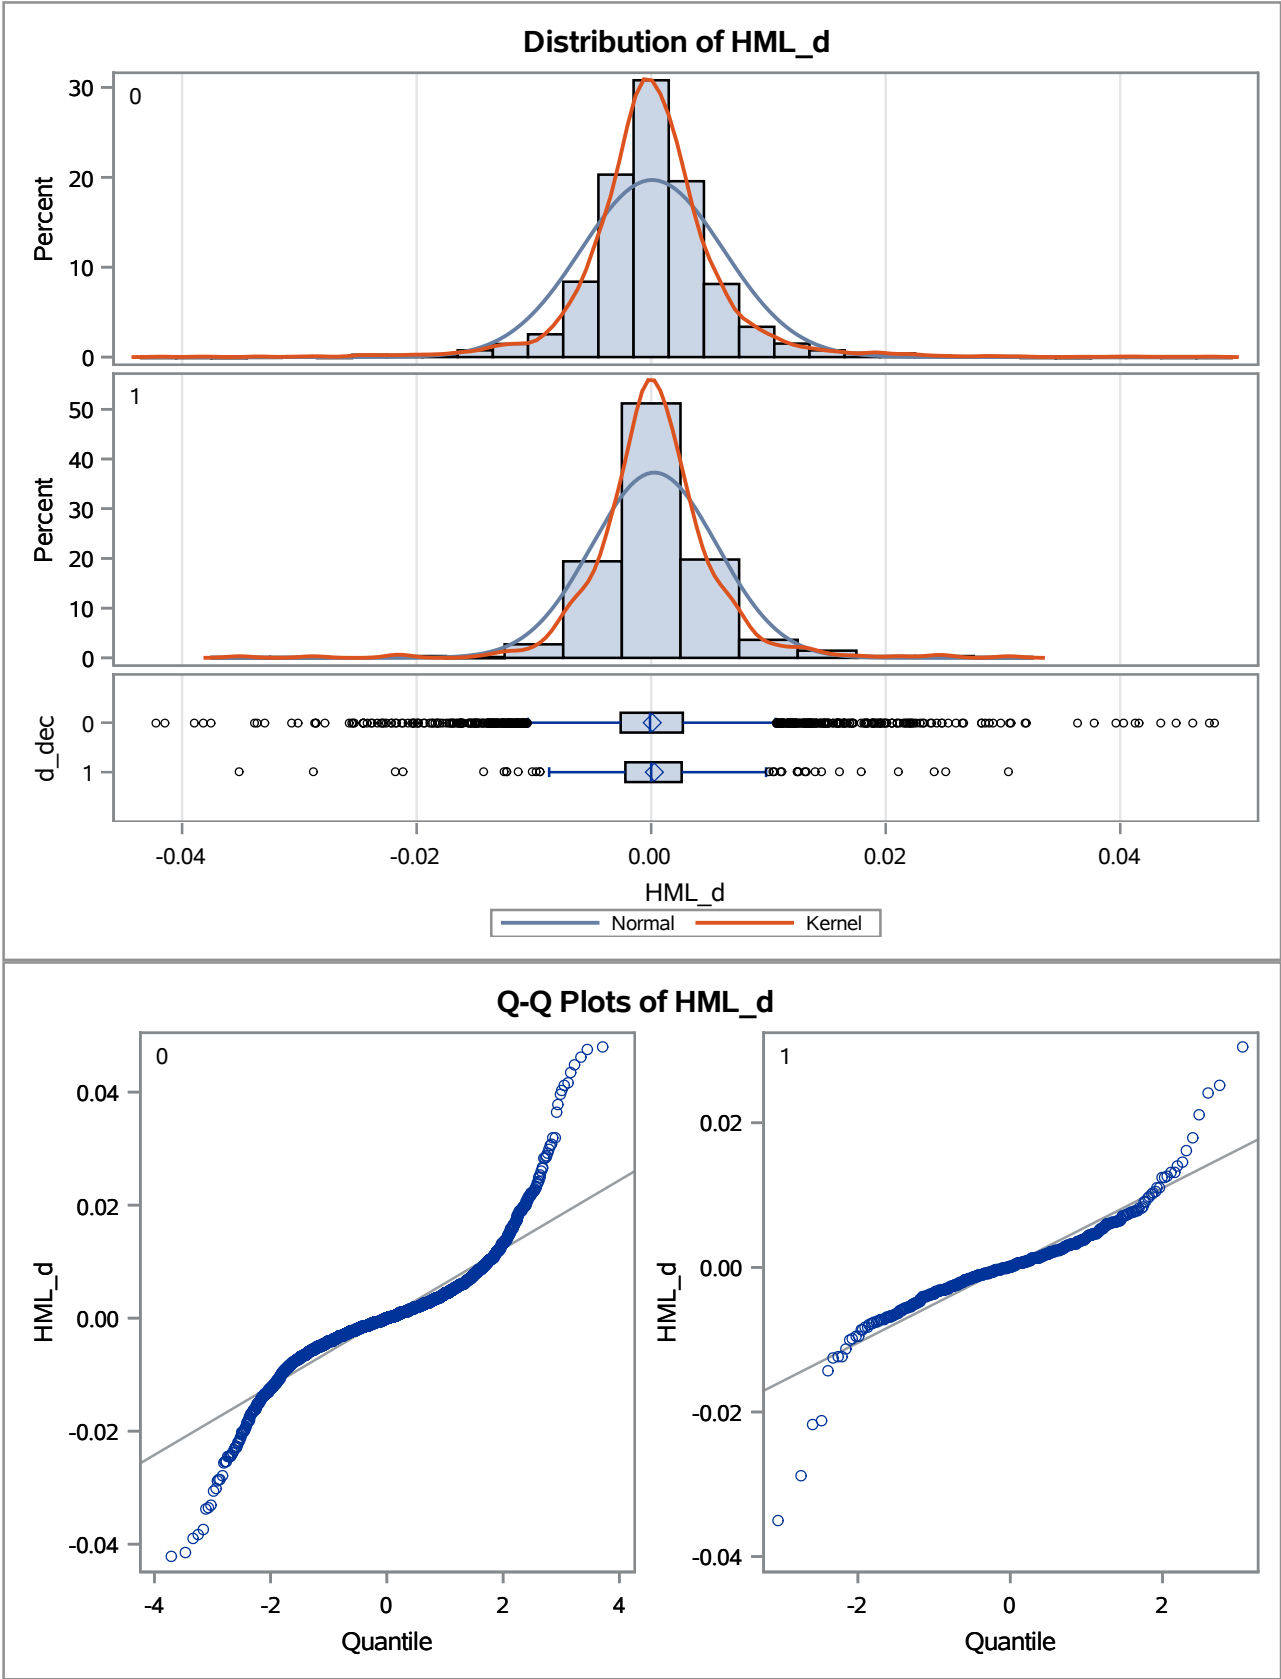 Distribution of HML_d
0
30
20
10
0
Percent
1
50
40
30
20
10
0
Percent
d_dec
0
1
-0.04 -0.02 0.00 0.02 0.04
HML_d
Normal Kernel
Q-Q Plots of HML_d
0
0.04
0.02
0.00
-0.02
-0.04
HML_d
-4 -2 0 2 4
Quantile
1
0.02
0.00
-0.02
-0.04
HML_d
-2 0 2
Quantile